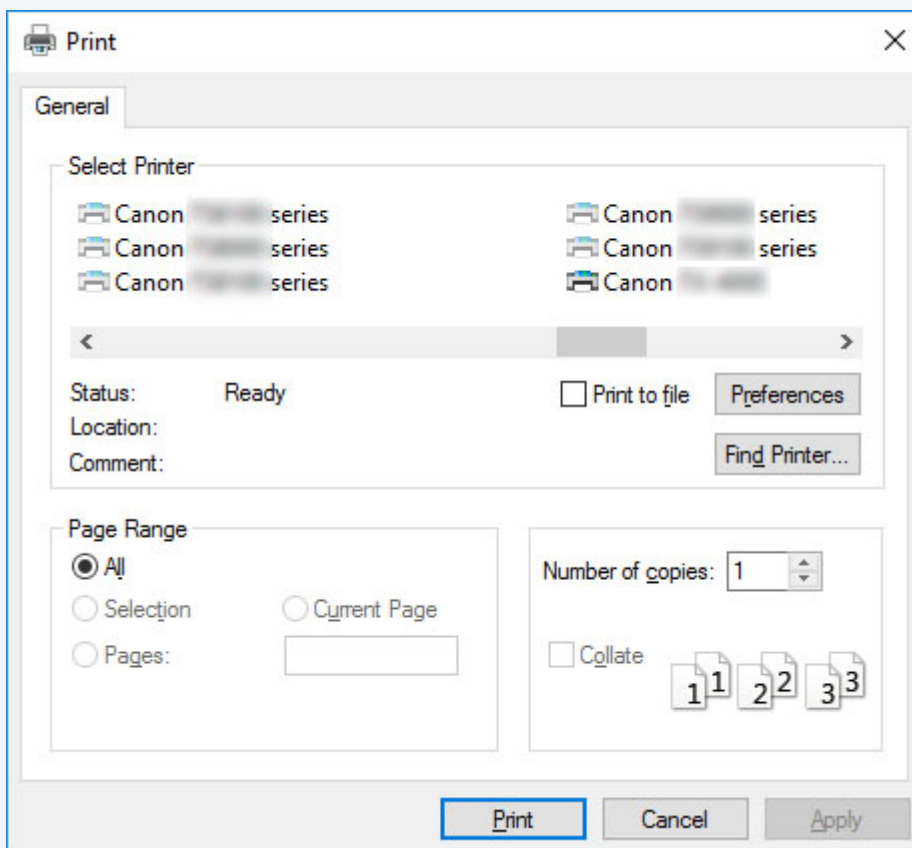 Print
General
Select Printer
Canon series
Canon series
Canon series
Canon series
Canon series
Canon
Status: Ready
Location:
Comment:
Print to file
Preferences
Find Printer...
Page Range
All
Selection
Current Page
Pages:
Number of copies: 1
Collate
1 1 2 2 3 3
Print Cancel Apply